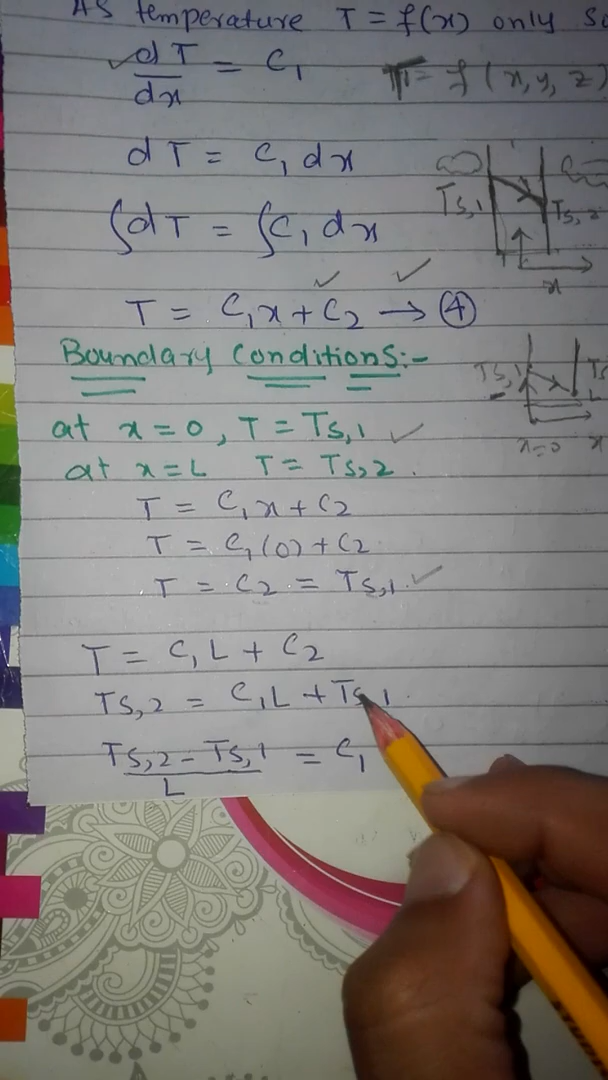 As temperature T = f(x) only
dT/dx = C1
T = f(x, y, z)
dT = C1 dx
∫dT = ∫C1 dx
Ts,1
Ts,2
x
T = C1x + C2 → ④
Boundary Conditions:-
Ts,1
L
x=0
x
at x=0, T = Ts,1
at x=L T = Ts,2.
T = C1x + C2
T = C1(0) + C2
T = C2 = Ts,1
T = C1L + C2
Ts,2 = C1L + Ts,1
Ts,2 - Ts,1 / L = C1